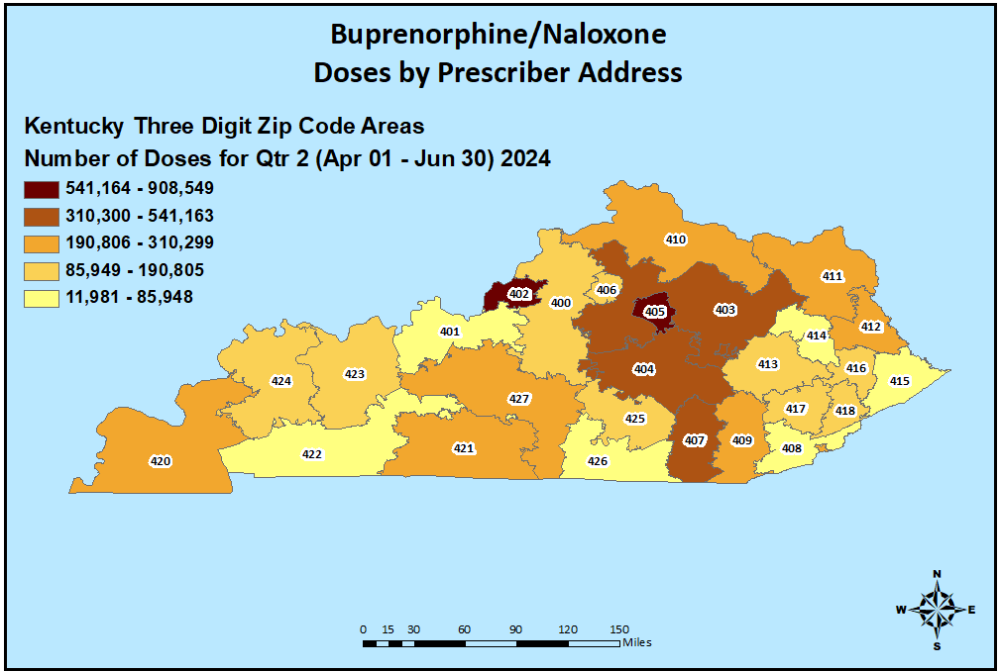 Buprenorphine/Naloxone
Doses by Prescriber Address
Kentucky Three Digit Zip Code Areas
Number of Doses for Qtr 2 (Apr 01 - Jun 30) 2024
541,164 - 908,549
310,300 - 541,163
190,806 - 310,299
85,949 - 190,805
11,981 - 85,948
410
411
406
402
400
405
403
412
401
414
413
416
404
423
424
415
427
417
418
425
407
409
421
408
422
420
426
N
W E
S
0 15 30 60 90 120 150
Miles